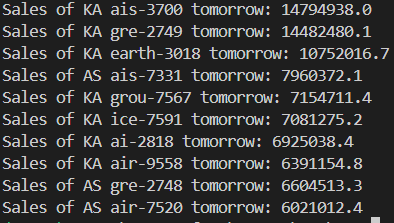 Sales of KA ais-3700 tomorrow: 14794938.0
Sales of KA gre-2749 tomorrow: 14482480.1
Sales of KA earth-3018 tomorrow: 10752016.7
Sales of AS ais-7331 tomorrow: 7960372.1
Sales of KA grou-7567 tomorrow: 7154711.4
Sales of KA ice-7591 tomorrow: 7081275.2
Sales of KA ai-2818 tomorrow: 6925038.4
Sales of KA air-9558 tomorrow: 6391154.8
Sales of AS gre-2748 tomorrow: 6604513.3
Sales of AS air-7520 tomorrow: 6021012.4